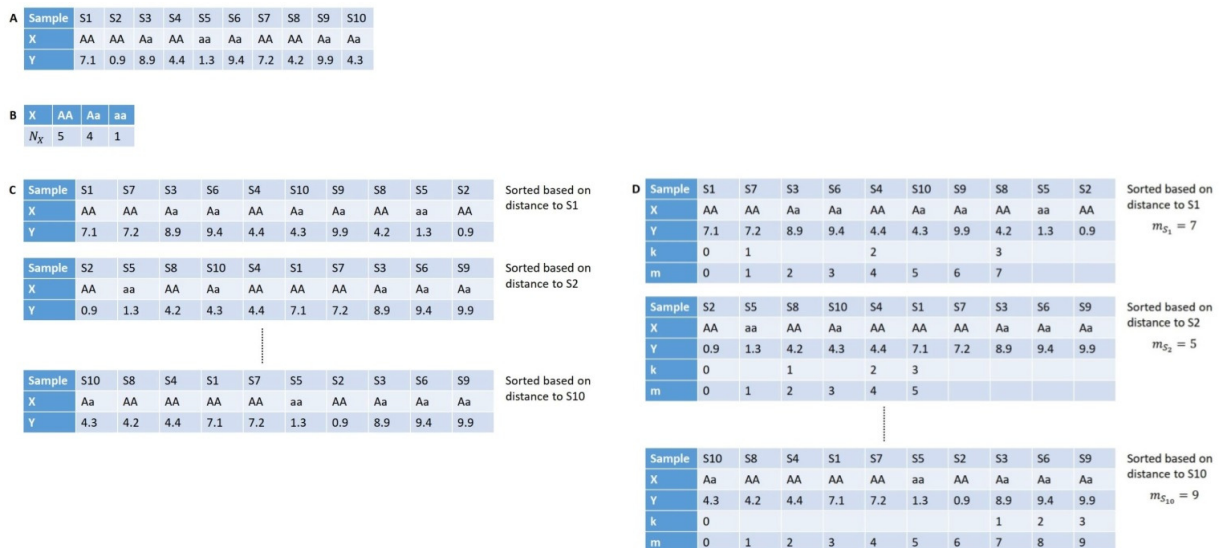 A Sample S1 S2 S3 S4 S5 S6 S7 S8 S9 S10
X AA AA Aa AA aa Aa AA AA Aa Aa
Y 7.1 0.9 8.9 4.4 1.3 9.4 7.2 4.2 9.9 4.3
B X AA Aa aa
N_X 5 4 1
C Sample S1 S7 S3 S6 S4 S10 S9 S8 S5 S2 Sorted based on
X AA AA Aa Aa AA Aa Aa AA aa AA distance to S1
Y 7.1 7.2 8.9 9.4 4.4 4.3 9.9 4.2 1.3 0.9
Sample S2 S5 S8 S10 S4 S1 S7 S3 S6 S9 Sorted based on
X AA aa AA Aa AA AA AA Aa Aa Aa distance to S2
Y 0.9 1.3 4.2 4.3 4.4 7.1 7.2 8.9 9.4 9.9
Sample S10 S8 S4 S1 S7 S5 S2 S3 S6 S9 Sorted based on
X Aa AA AA AA AA aa AA Aa Aa Aa distance to S10
Y 4.3 4.2 4.4 7.1 7.2 1.3 0.9 8.9 9.4 9.9
D Sample S1 S7 S3 S6 S4 S10 S9 S8 S5 S2 Sorted based on
X AA AA Aa Aa AA Aa Aa AA aa AA distance to S1
Y 7.1 7.2 8.9 9.4 4.4 4.3 9.9 4.2 1.3 0.9 m_{S_1} = 7
k 0 1 2 3
m 0 1 2 3 4 5 6 7
Sample S2 S5 S8 S10 S4 S1 S7 S3 S6 S9 Sorted based on
X AA aa AA Aa AA AA AA Aa Aa Aa distance to S2
Y 0.9 1.3 4.2 4.3 4.4 7.1 7.2 8.9 9.4 9.9 m_{S_2} = 5
k 0 1 2 3
m 0 1 2 3 4 5
Sample S10 S8 S4 S1 S7 S5 S2 S3 S6 S9 Sorted based on
X Aa AA AA AA AA aa AA Aa Aa Aa distance to S10
Y 4.3 4.2 4.4 7.1 7.2 1.3 0.9 8.9 9.4 9.9 m_{S_{10}} = 9
k 0 1 2 3
m 0 1 2 3 4 5 6 7 8 9